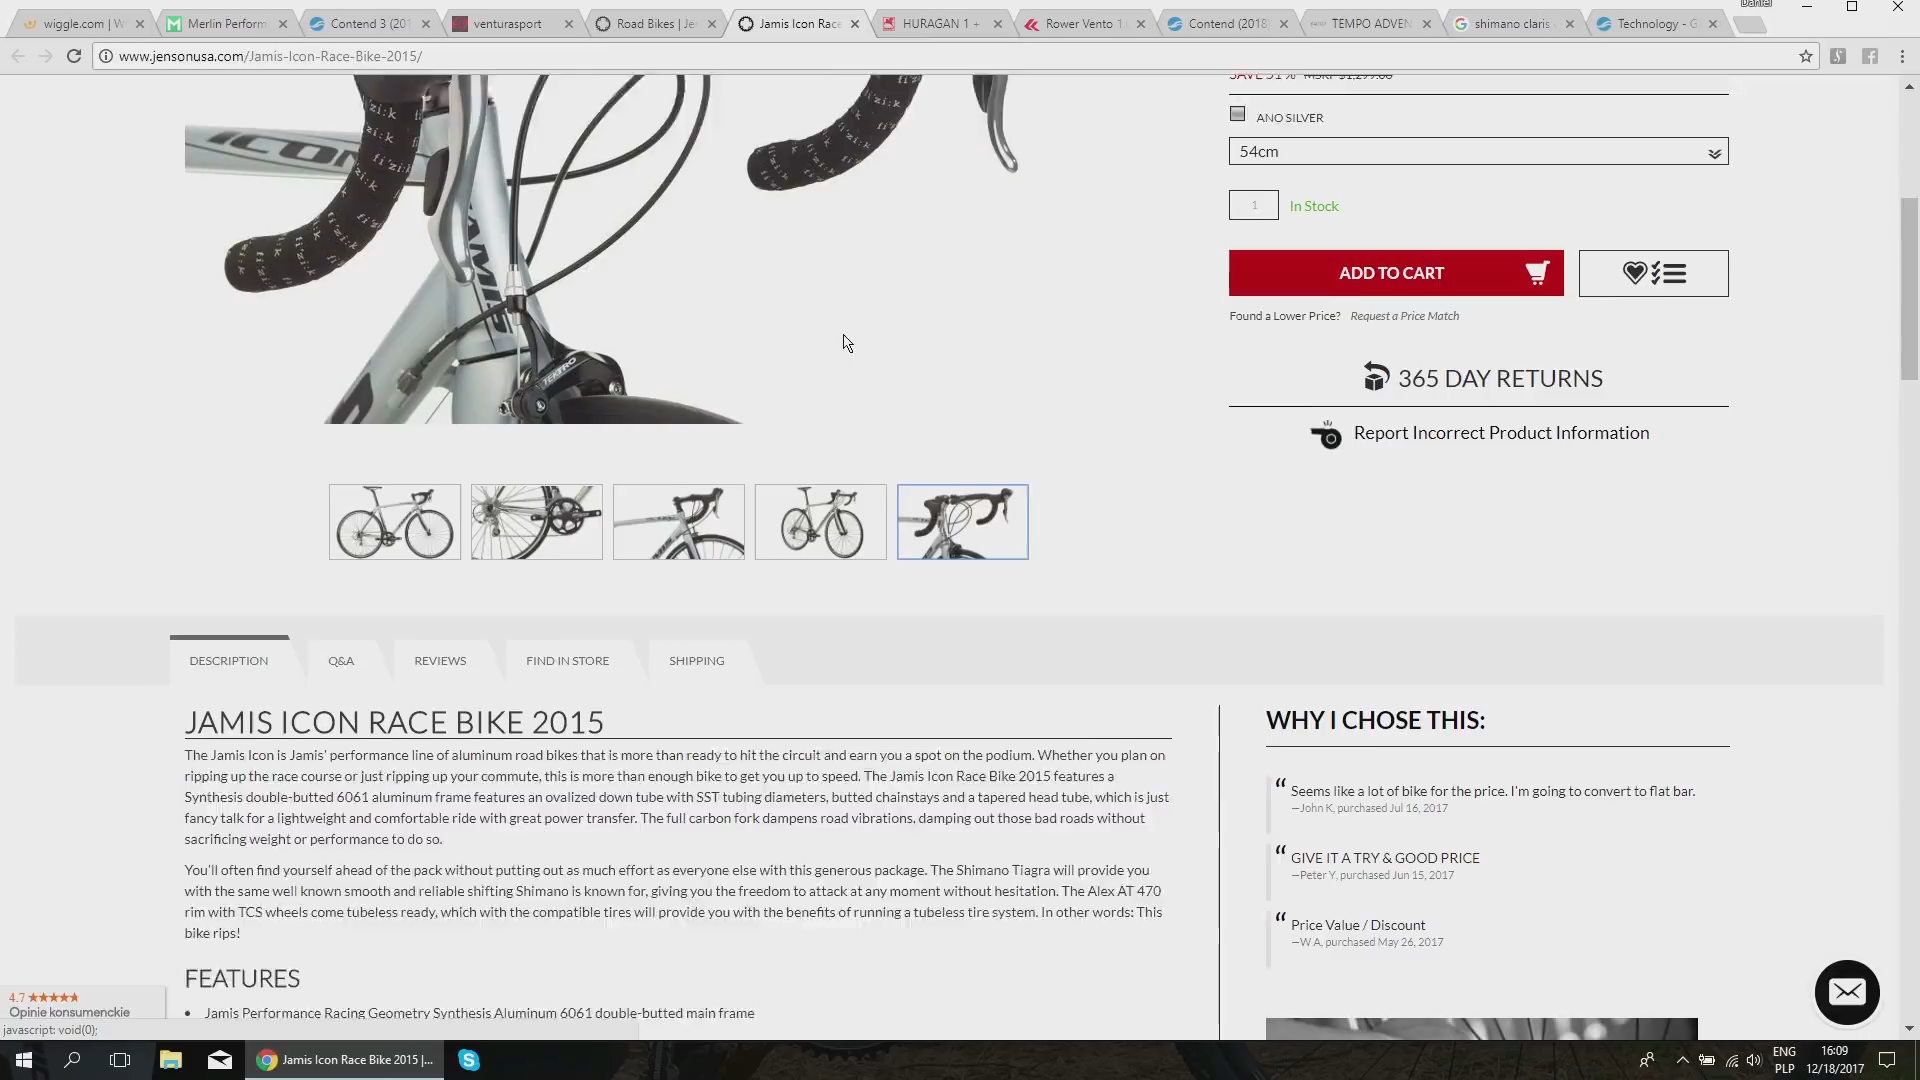 Daniel
wiggle.com | W
Merlin Perform
Contend 3 (201
venturasport
Road Bikes | Je
Jamis Icon Race
HURAGAN 1 +
Rower Vento 1
Contend (2018)
TEMPO ADVEN
shimano claris
Technology - G
www.jensonusa.com/Jamis-Icon-Race-Bike-2015/
SAVE 51% MSRP $1,299.00
ANO SILVER
54cm
1 In Stock
ADD TO CART
Found a Lower Price? Request a Price Match
365 DAY RETURNS
Report Incorrect Product Information
fi'zi:k
ICON
JAMIS
TEKTRO
DESCRIPTION
Q&A
REVIEWS
FIND IN STORE
SHIPPING
JAMIS ICON RACE BIKE 2015
The Jamis Icon is Jamis' performance line of aluminum road bikes that is more than ready to hit the circuit and earn you a spot on the podium. Whether you plan on
ripping up the race course or just ripping up your commute, this is more than enough bike to get you up to speed. The Jamis Icon Race Bike 2015 features a
Synthesis double-butted 6061 aluminum frame features an ovalized down tube with SST tubing diameters, butted chainstays and a tapered head tube, which is just
fancy talk for a lightweight and comfortable ride with great power transfer. The full carbon fork dampens road vibrations, damping out those bad roads without
sacrificing weight or performance to do so.
You'll often find yourself ahead of the pack without putting out as much effort as everyone else with this generous package. The Shimano Tiagra will provide you
with the same well known smooth and reliable shifting Shimano is known for, giving you the freedom to attack at any moment without hesitation. The Alex AT 470
rim with TCS wheels come tubeless ready, which with the compatible tires will provide you with the benefits of running a tubeless tire system. In other words: This
bike rips!
FEATURES
• Jamis Performance Racing Geometry Synthesis Aluminum 6061 double-butted main frame
WHY I CHOSE THIS:
“ Seems like a lot of bike for the price. I'm going to convert to flat bar.
—John K, purchased Jul 16, 2017
“ GIVE IT A TRY & GOOD PRICE
—Peter Y, purchased Jun 15, 2017
“ Price Value / Discount
—W A, purchased May 26, 2017
4.7 ★★★★★
Opinie konsumenckie
javascript: void(0);
Jamis Icon Race Bike 2015 |...
ENG
PLP
16:09
12/18/2017